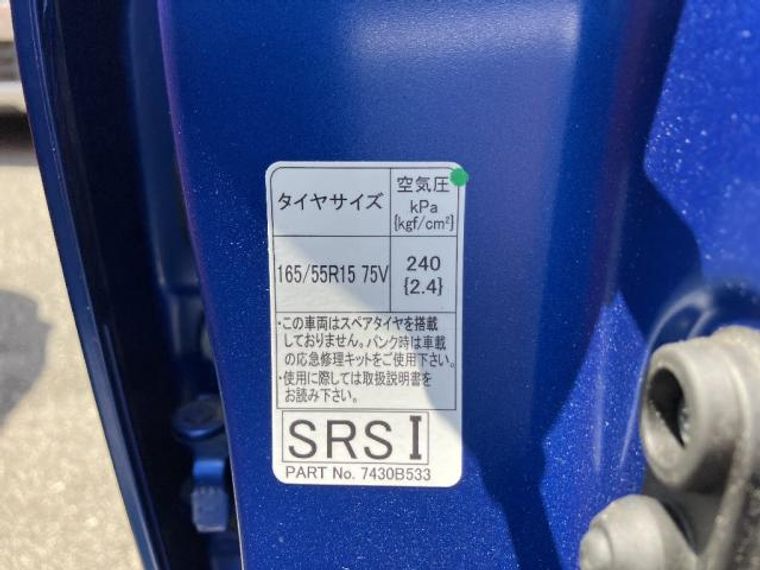 タイヤサイズ
空気圧
kPa
{kgf/cm²}
165/55R15 75V
240
{2.4}
・この車両はスペアタイヤを搭載
しておりません。パンク時は車載
の応急修理キットをご使用下さい。
・使用に際しては取扱説明書を
お読み下さい。
SRS I
PART No. 7430B533